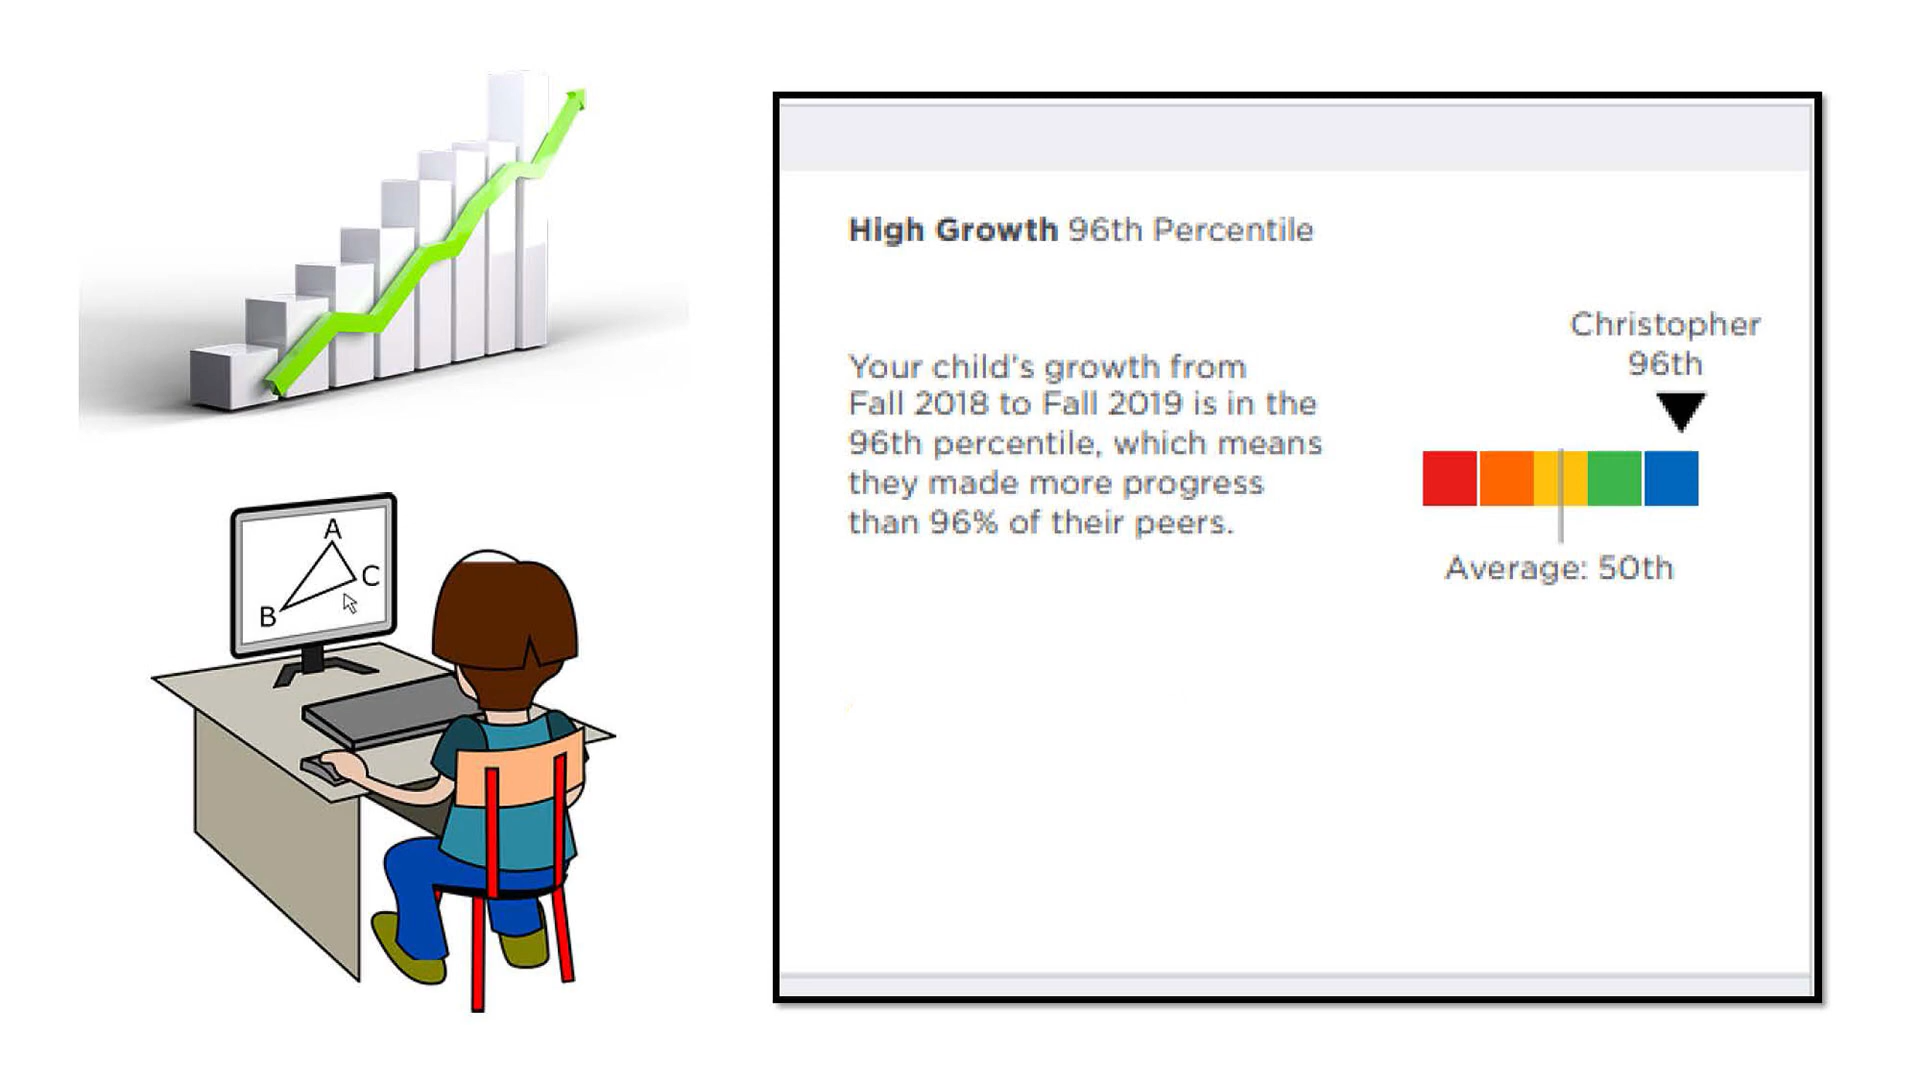 A
C
B
High Growth 96th Percentile
Your child's growth from
Fall 2018 to Fall 2019 is in the
96th percentile, which means
they made more progress
than 96% of their peers.
Christopher
96th
Average: 50th